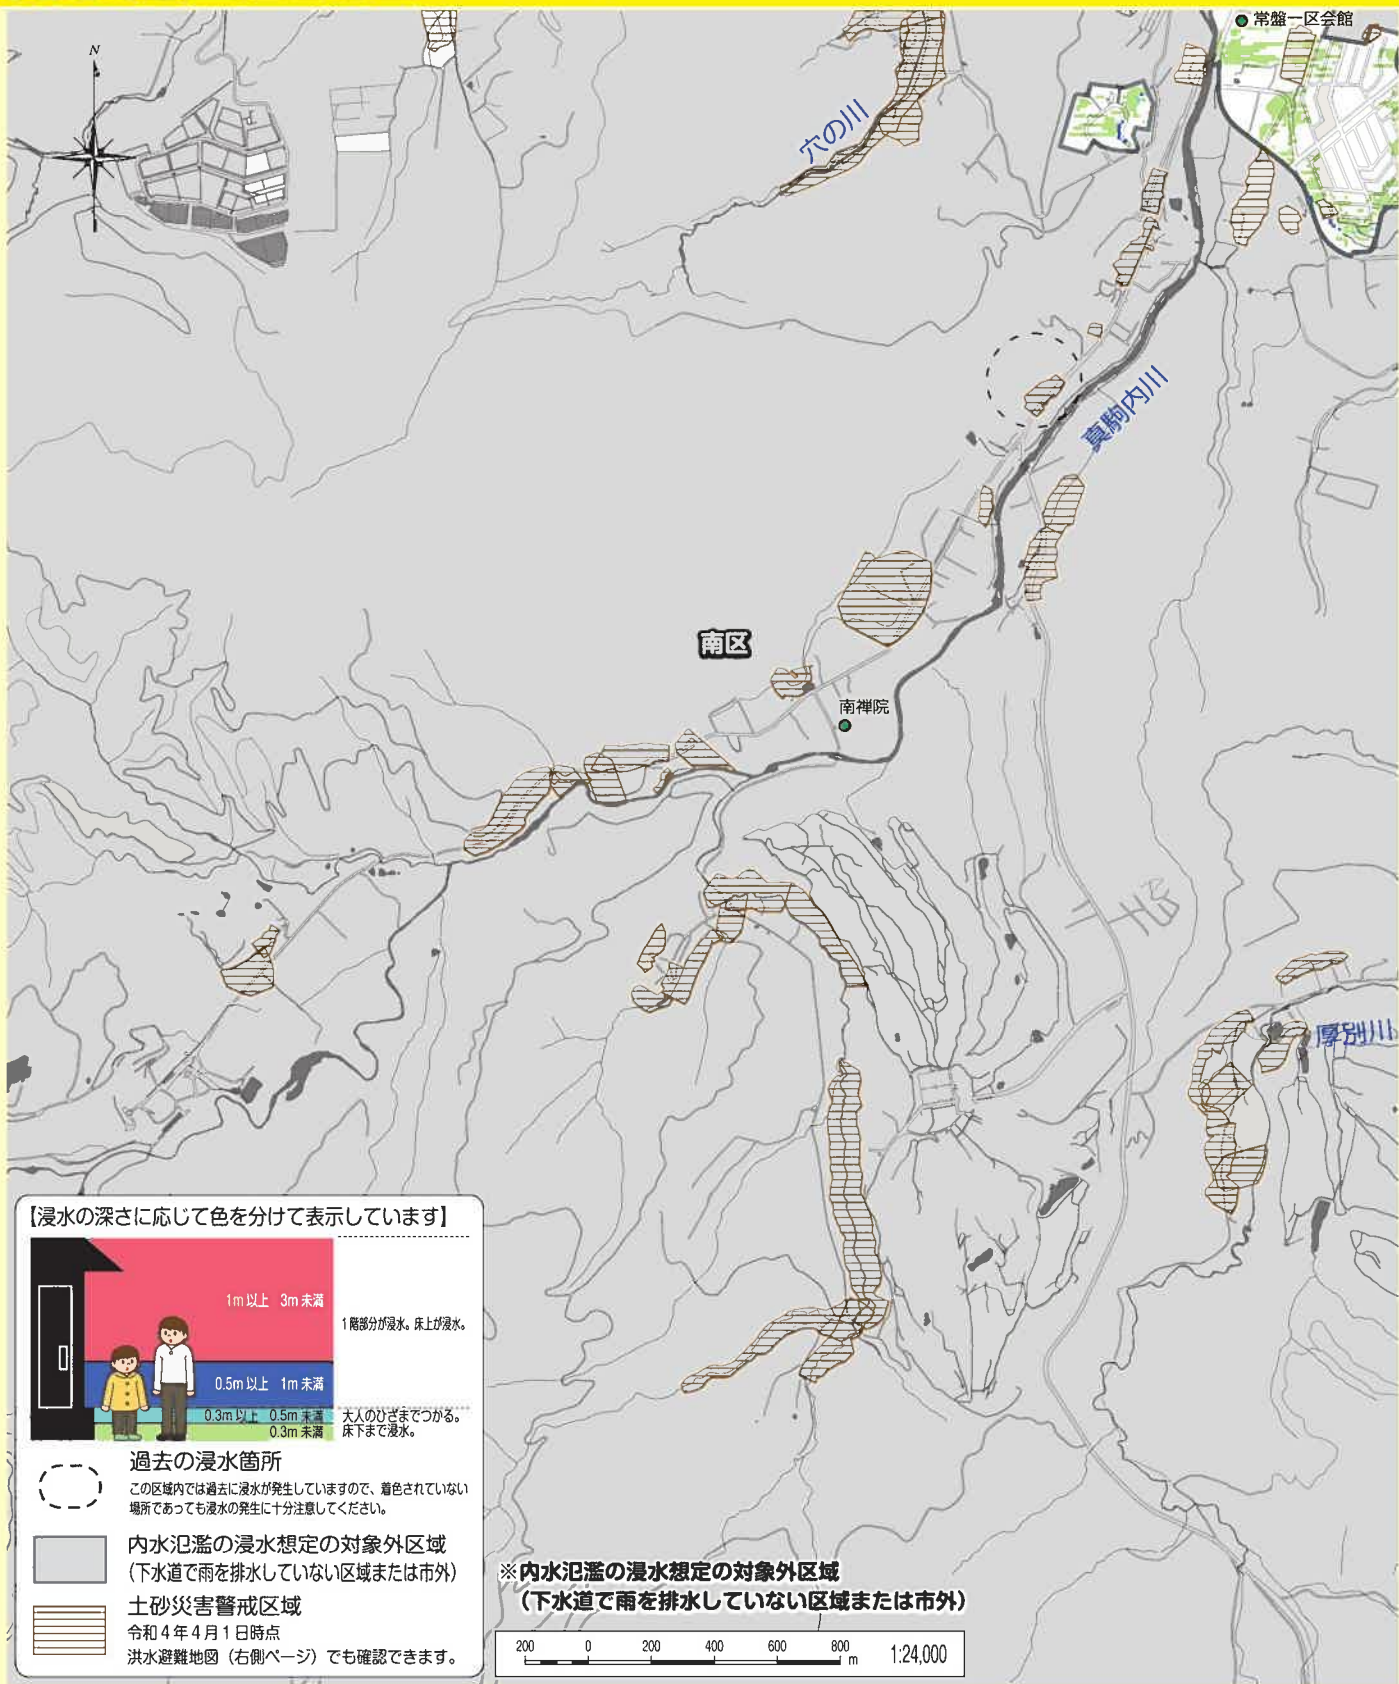 常盤一区会館
N
穴の川
真駒内川
南区
南禅院
厚別川
【浸水の深さに応じて色を分けて表示しています】
1m以上 3m未満
1階部分が浸水。床上が浸水。
0.5m以上 1m未満
0.3m以上 0.5m未満
大人のひざまでつかる。
床下まで浸水。
0.3m未満
過去の浸水箇所
この区域内では過去に浸水が発生していますので、着色されていない
場所であっても浸水の発生に十分注意してください。
内水氾濫の浸水想定の対象外区域
(下水道で雨を排水していない区域または市外)
土砂災害警戒区域
令和4年4月1日時点
洪水避難地図(右側ページ)でも確認できます。
※内水氾濫の浸水想定の対象外区域
(下水道で雨を排水していない区域または市外)
200 0 200 400 600 800 m 1:24,000